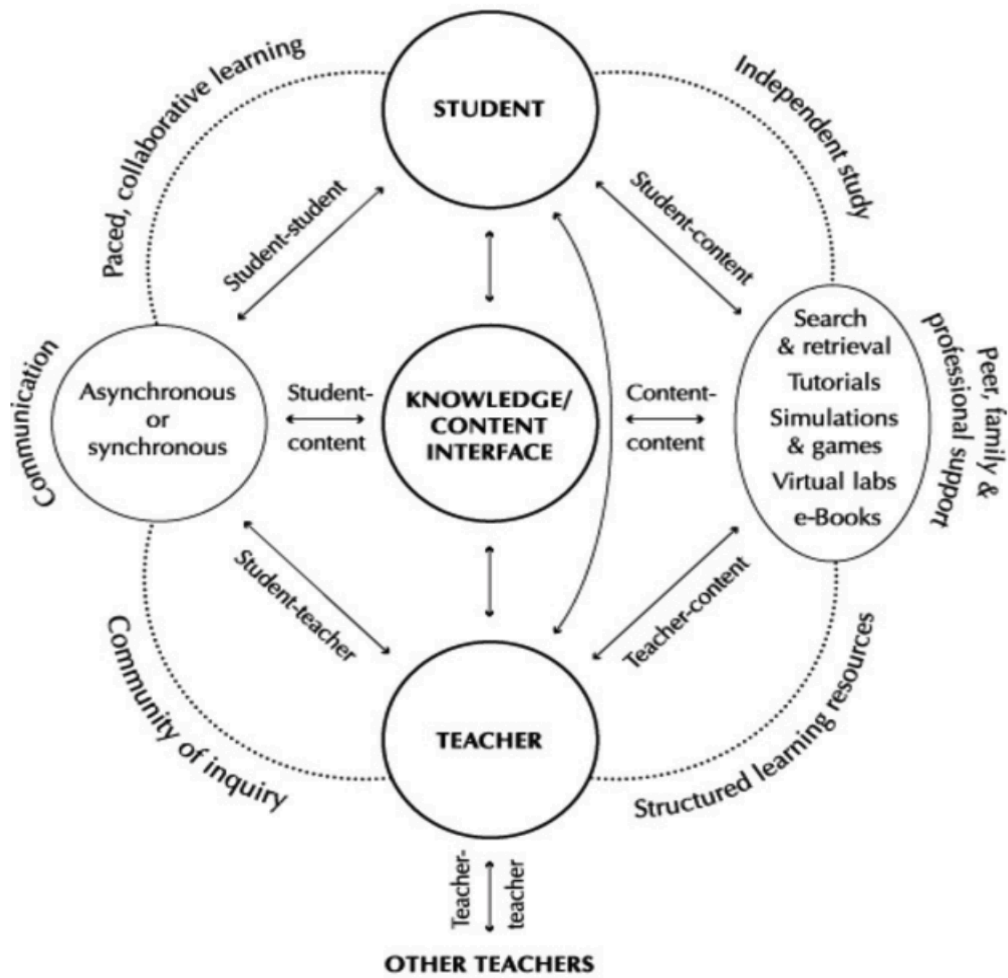 Paced, collaborative learning
STUDENT
Independent study
Student-student
Student-content
Communication
Asynchronous
or
synchronous
Student-
content
KNOWLEDGE/
CONTENT
INTERFACE
Content-
content
Search
& retrieval
Tutorials
Simulations
& games
Virtual labs
e-Books
Peer, family &
professional support
Student-teacher
Teacher-content
Community of inquiry
TEACHER
Structured learning resources
Teacher-
teacher
OTHER TEACHERS